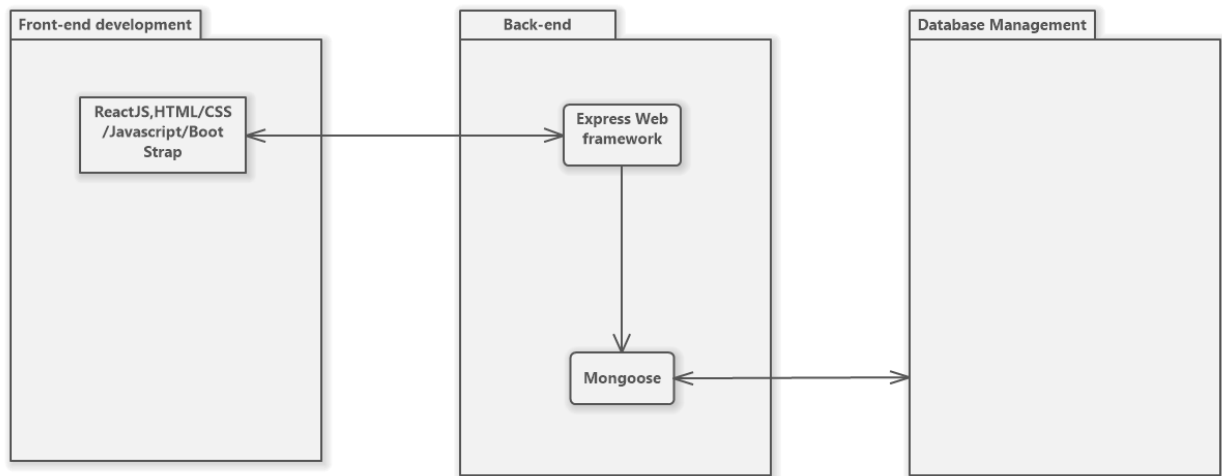 Front-end development
Back-end
Database Management
ReactJS,HTML/CSS
/Javascript/Boot
Strap
Express Web
framework
Mongoose